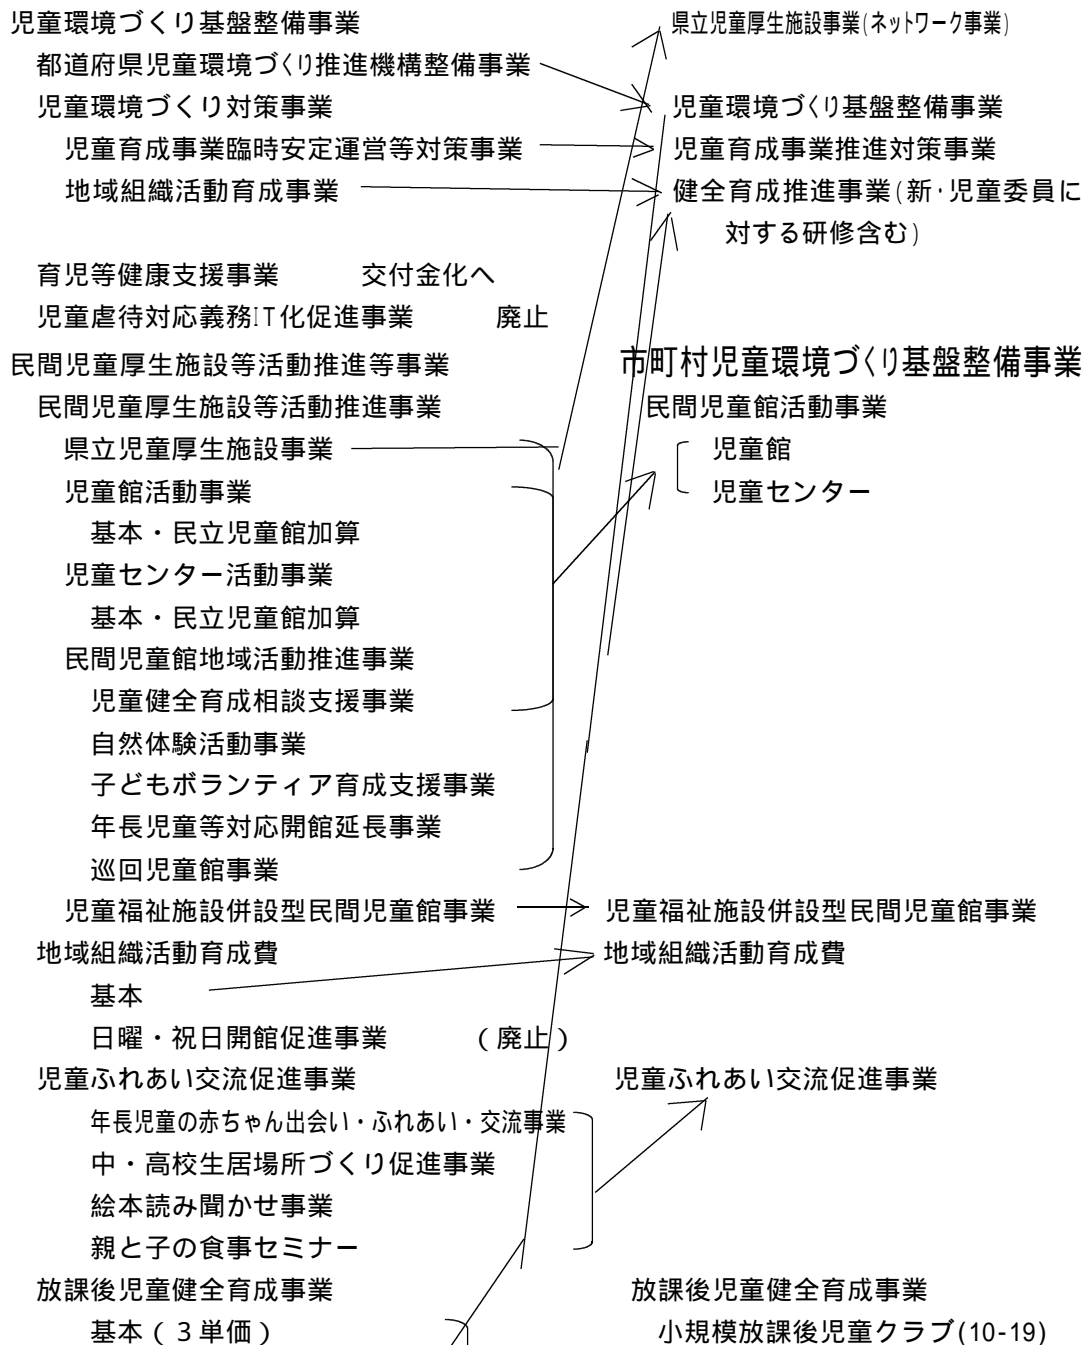 児童環境づくり基盤整備事業　県立児童厚生施設事業(ネットワーク事業)
都道府県児童環境づくり推進機構整備事業
児童環境づくり対策事業　児童環境づくり基盤整備事業
児童育成事業臨時安定運営等対策事業　児童育成事業推進対策事業
地域組織活動育成事業　健全育成推進事業(新・児童委員に
対する研修含む)
育児等健康支援事業　交付金化へ
児童虐待対応義務IT化促進事業　廃止
民間児童厚生施設等活動推進等事業　市町村児童環境づくり基盤整備事業
民間児童厚生施設等活動推進事業　民間児童館活動事業
県立児童厚生施設事業　児童館
児童館活動事業　児童センター
基本・民立児童館加算
児童センター活動事業
基本・民立児童館加算
民間児童館地域活動推進事業
児童健全育成相談支援事業
自然体験活動事業
子どもボランティア育成支援事業
年長児童等対応開館延長事業
巡回児童館事業
児童福祉施設併設型民間児童館事業　児童福祉施設併設型民間児童館事業
地域組織活動育成費　地域組織活動育成費
基本
日曜・祝日開館促進事業　(廃止)
児童ふれあい交流促進事業　児童ふれあい交流促進事業
年長児童の赤ちゃん出会い・ふれあい・交流事業
中・高校生居場所づくり促進事業
絵本読み聞かせ事業
親と子の食事セミナー
放課後児童健全育成事業　放課後児童健全育成事業
基本(3単価)　小規模放課後児童クラブ(10-19)